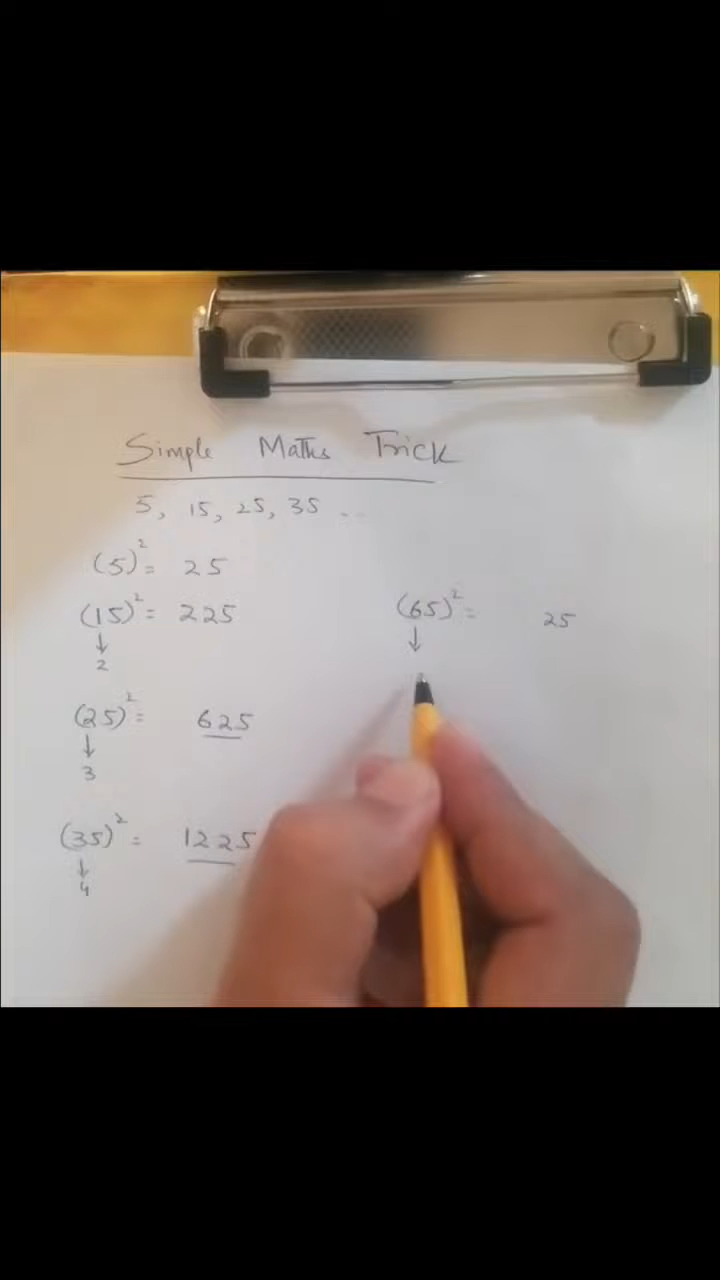 Simple Maths Trick
5, 15, 25, 35 ...
(5)² = 25
(15)² = 225
↓
2
(25)² = 625
↓
3
(35)² = 1225
↓
4
(65)² = 25
↓